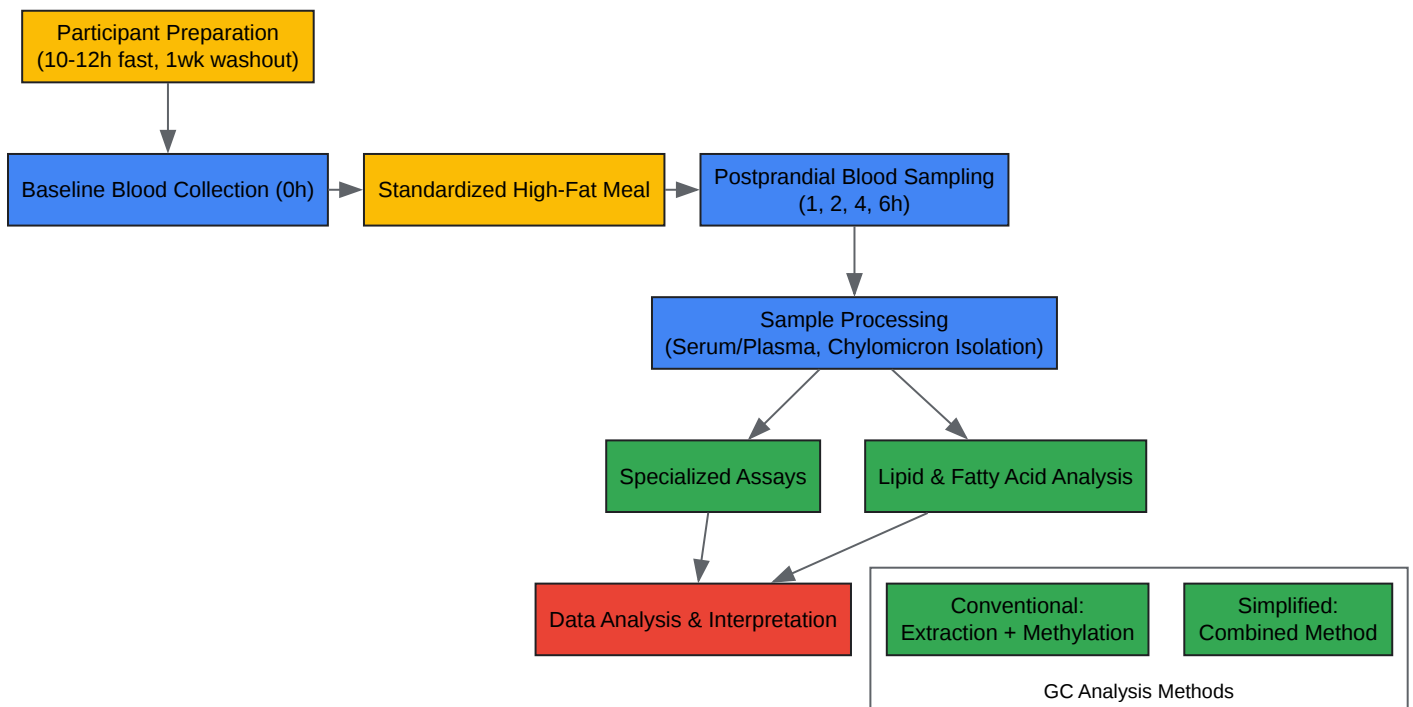 Participant Preparation
(10-12h fast, 1wk washout)
Baseline Blood Collection (0h)
Standardized High-Fat Meal
Postprandial Blood Sampling
(1, 2, 4, 6h)
Sample Processing
(Serum/Plasma, Chylomicron Isolation)
Specialized Assays
Lipid & Fatty Acid Analysis
Data Analysis & Interpretation
Conventional:
Extraction + Methylation
Simplified:
Combined Method
GC Analysis Methods